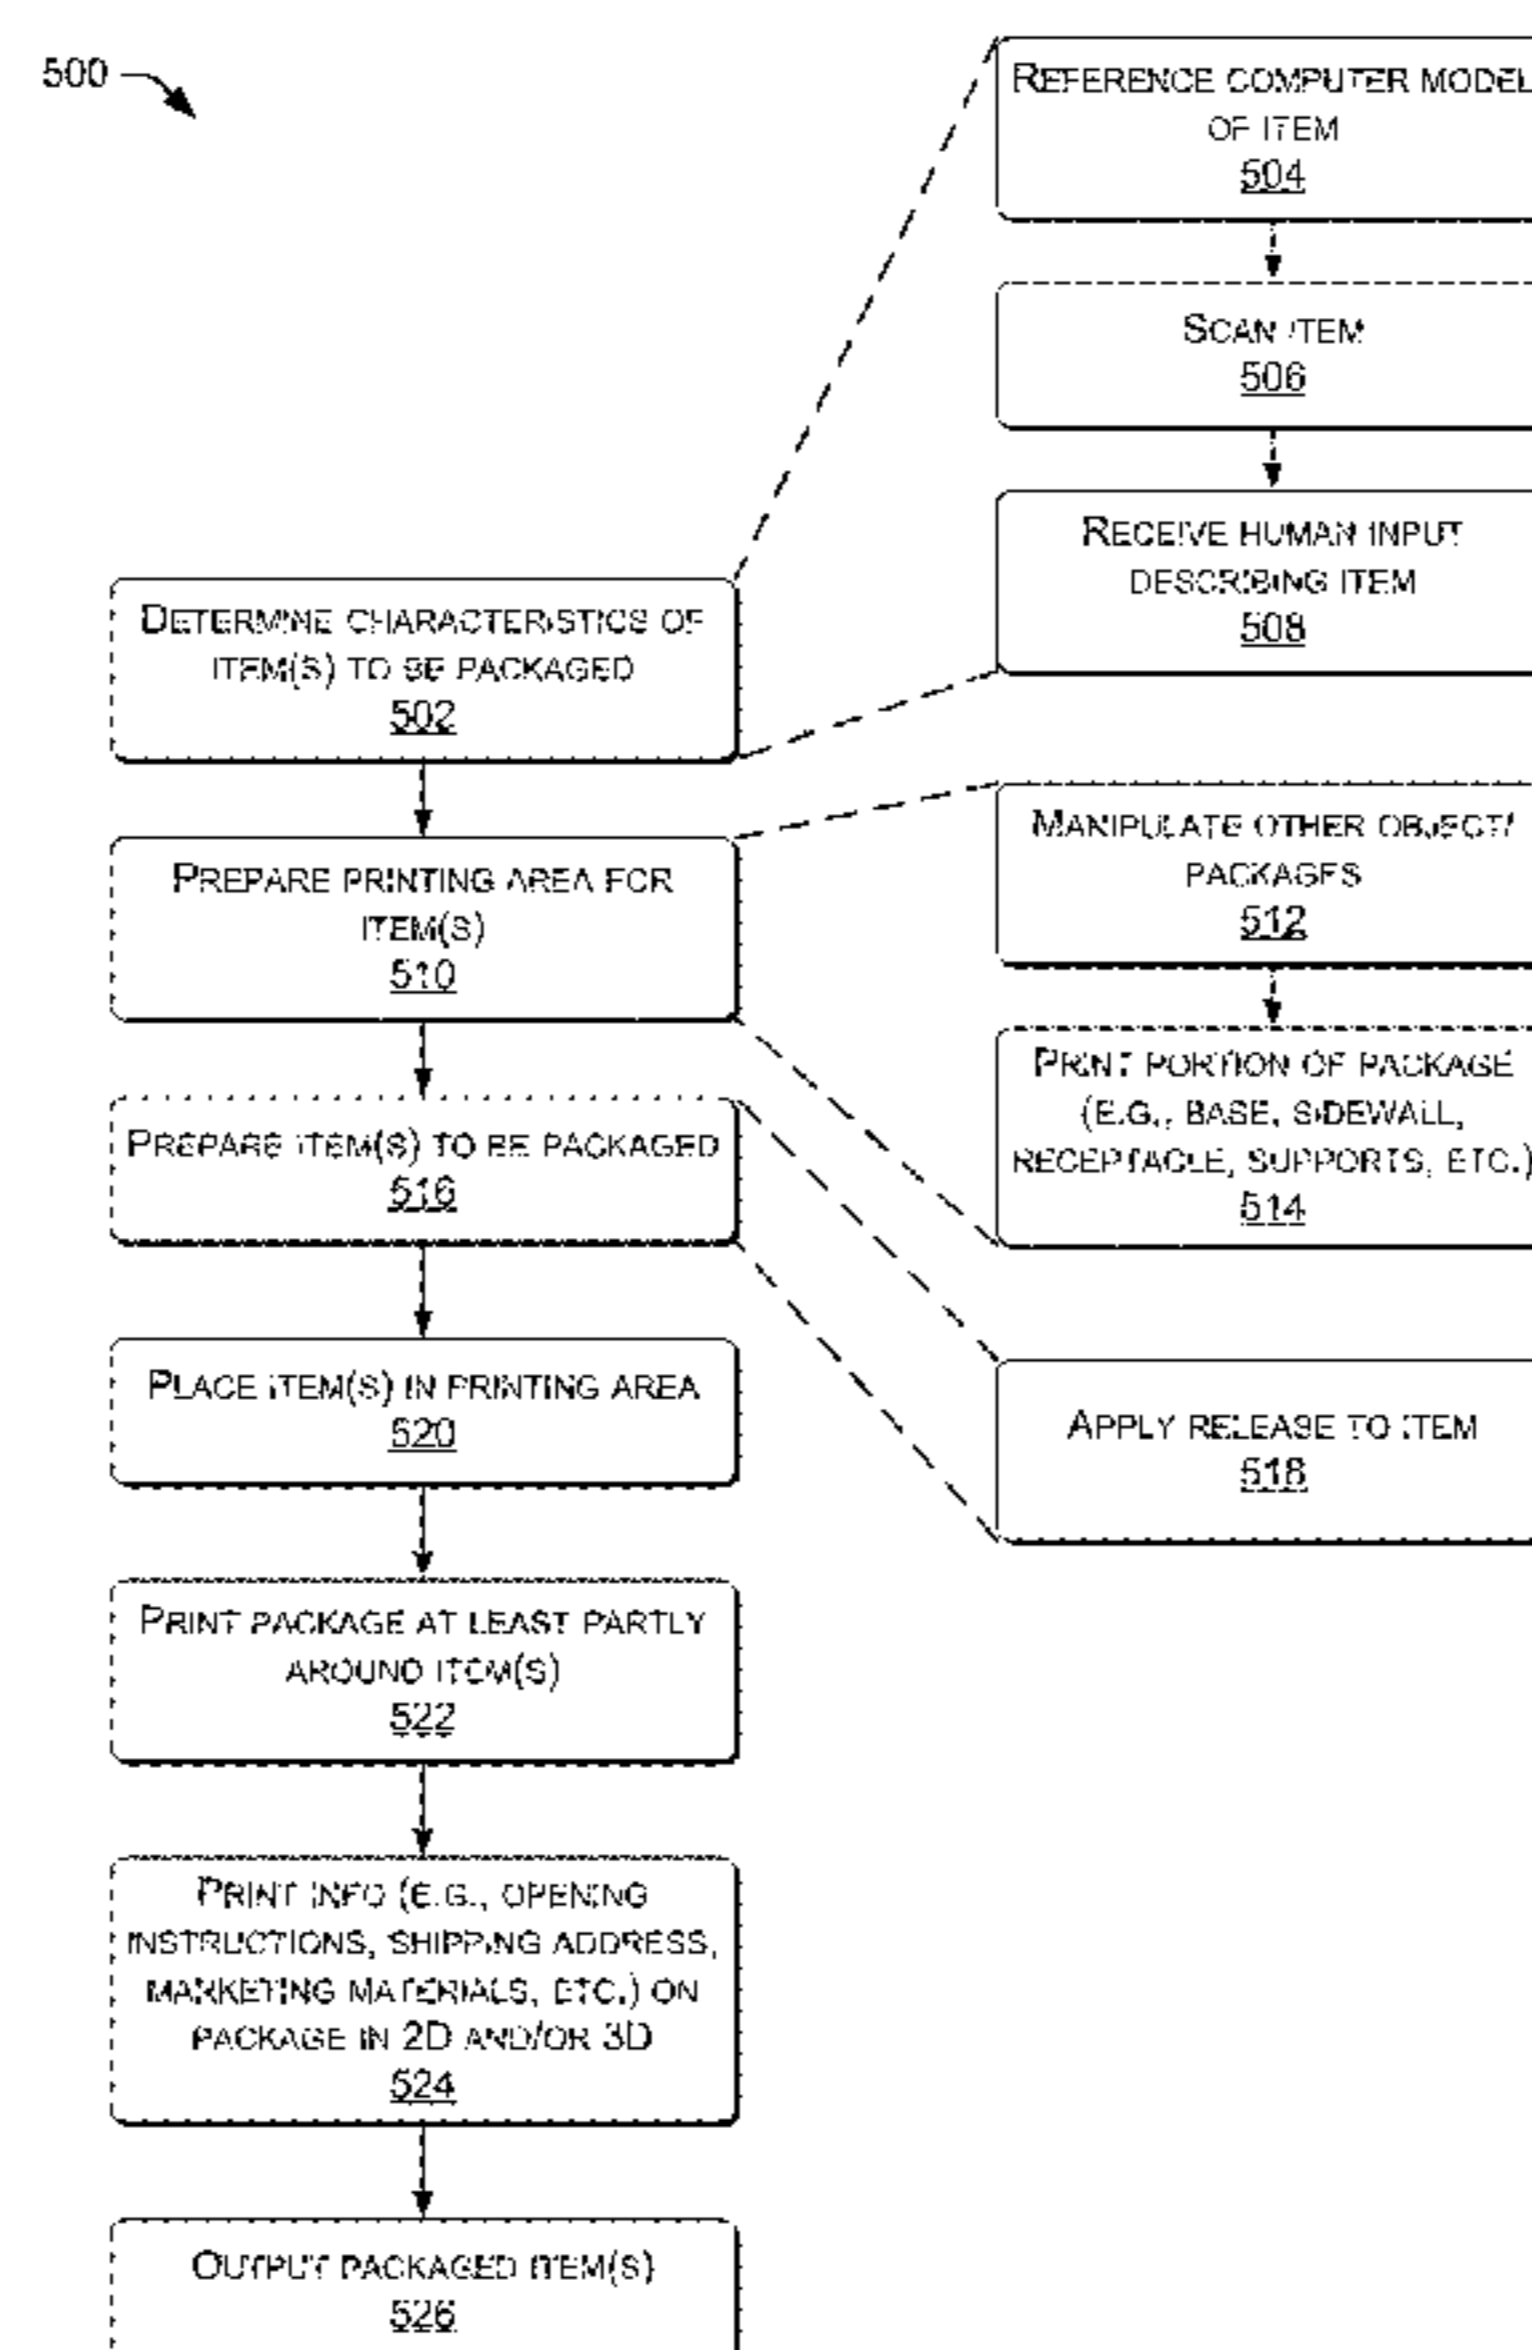 500
REFERENCE COMPUTER MODEL
OF ITEM
504
SCAN ITEM
506
RECEIVE HUMAN INPUT
DESCRIBING ITEM
508
DETERMINE CHARACTERISTICS OF
ITEM(S) TO BE PACKAGED
502
MANIPULATE OTHER OBJECT/
PACKAGES
512
PREPARE PRINTING AREA FOR
ITEM(S)
510
PRINT PORTION OF PACKAGE
(E.G., BASE, SIDEWALL,
RECEPTACLE, SUPPORTS, ETC.)
514
PREPARE ITEM(S) TO BE PACKAGED
516
APPLY RELEASE TO ITEM
518
PLACE ITEM(S) IN PRINTING AREA
520
PRINT PACKAGE AT LEAST PARTLY
AROUND ITEM(S)
522
PRINT INFO (E.G., OPENING
INSTRUCTIONS, SHIPPING ADDRESS,
MARKETING MATERIALS, ETC.) ON
PACKAGE IN 2D AND/OR 3D
524
OUTPUT PACKAGED ITEM(S)
526